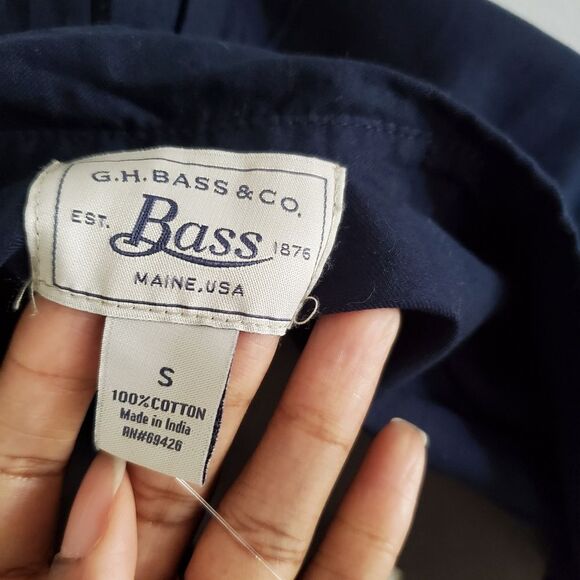 G.H.BASS & CO.
EST. Bass 1876
MAINE, USA
S
100% COTTON
Made in India
RN#69426